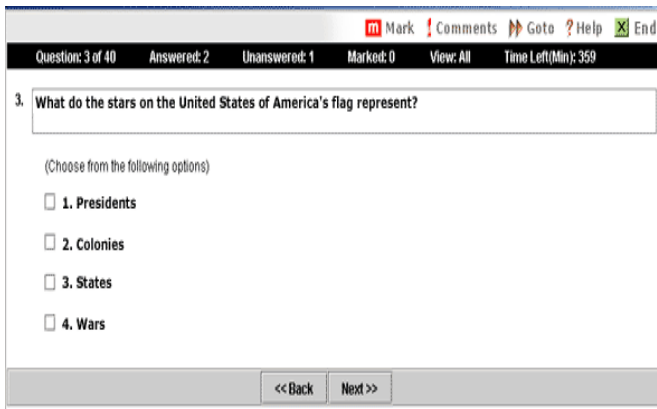 m Mark ! Comments Goto ? Help X End
Question: 3 of 40 Answered: 2 Unanswered: 1 Marked: 0 View: All Time Left(Min): 359
3. What do the stars on the United States of America's flag represent?
(Choose from the following options)
1. Presidents
2. Colonies
3. States
4. Wars
<< Back Next >>